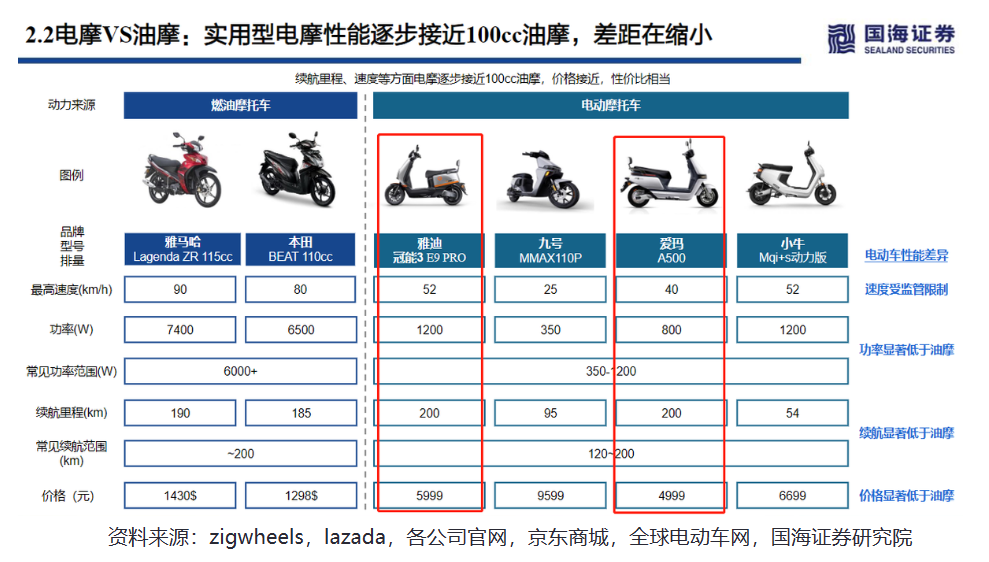 2.2电摩VS油摩：实用型电摩性能逐步接近100cc油摩，差距在缩小
国海证券
SEALAND SECURITIES
续航里程、速度等方面电摩逐步接近100cc油摩，价格接近，性价比相当
动力来源 燃油摩托车 电动摩托车
图例
品牌
型号
排量
雅马哈 本田 雅迪 九号 爱玛 小牛
Lagenda ZR 115cc BEAT 110cc 冠能3 E9 PRO MMAX110P A500 Mqi+s动力版 电动车性能差异
最高速度(km/h) 90 80 52 25 40 52 速度受监管限制
功率(W) 7400 6500 1200 350 800 1200
功率显著低于油摩
常见功率范围(W) 6000+ 350-1200
续航里程(km) 190 185 200 95 200 54
续航显著低于油摩
常见续航范围
(km)
~200 120~200
价格（元） 1430$ 1298$ 5999 9599 4999 6699 价格显著低于油摩
资料来源：zigwheels，lazada，各公司官网，京东商城，全球电动车网，国海证券研究院